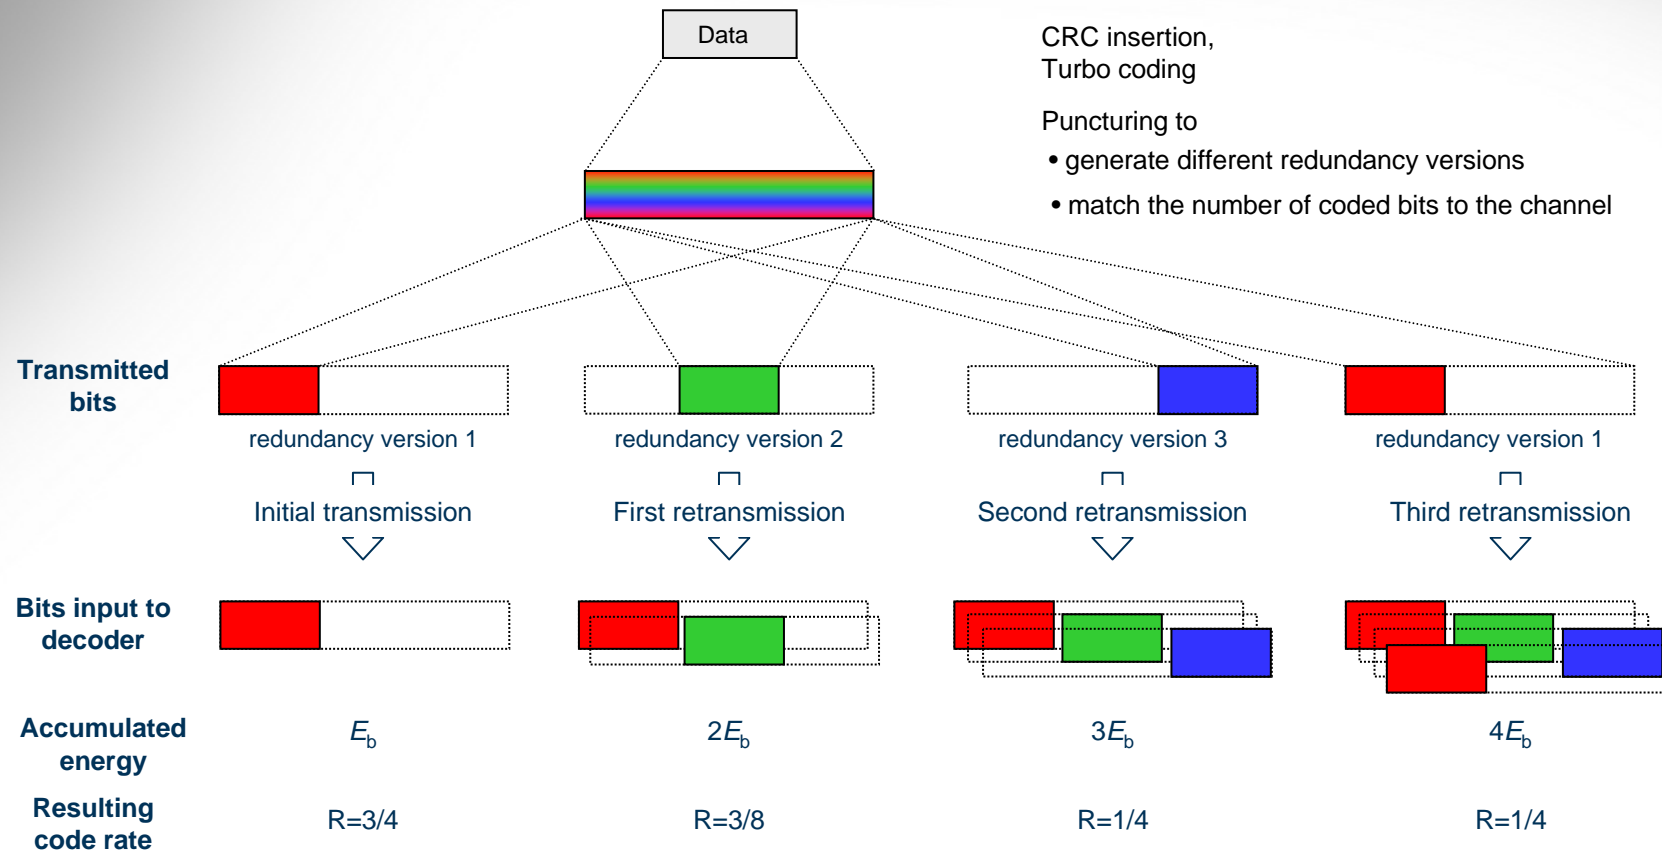 Data
CRC insertion,
Turbo coding
Puncturing to
• generate different redundancy versions
• match the number of coded bits to the channel
Transmitted
bits
redundancy version 1
redundancy version 2
redundancy version 3
redundancy version 1
Initial transmission
First retransmission
Second retransmission
Third retransmission
Bits input to
decoder
Accumulated
energy
Eb
2Eb
3Eb
4Eb
Resulting
code rate
R=3/4
R=3/8
R=1/4
R=1/4